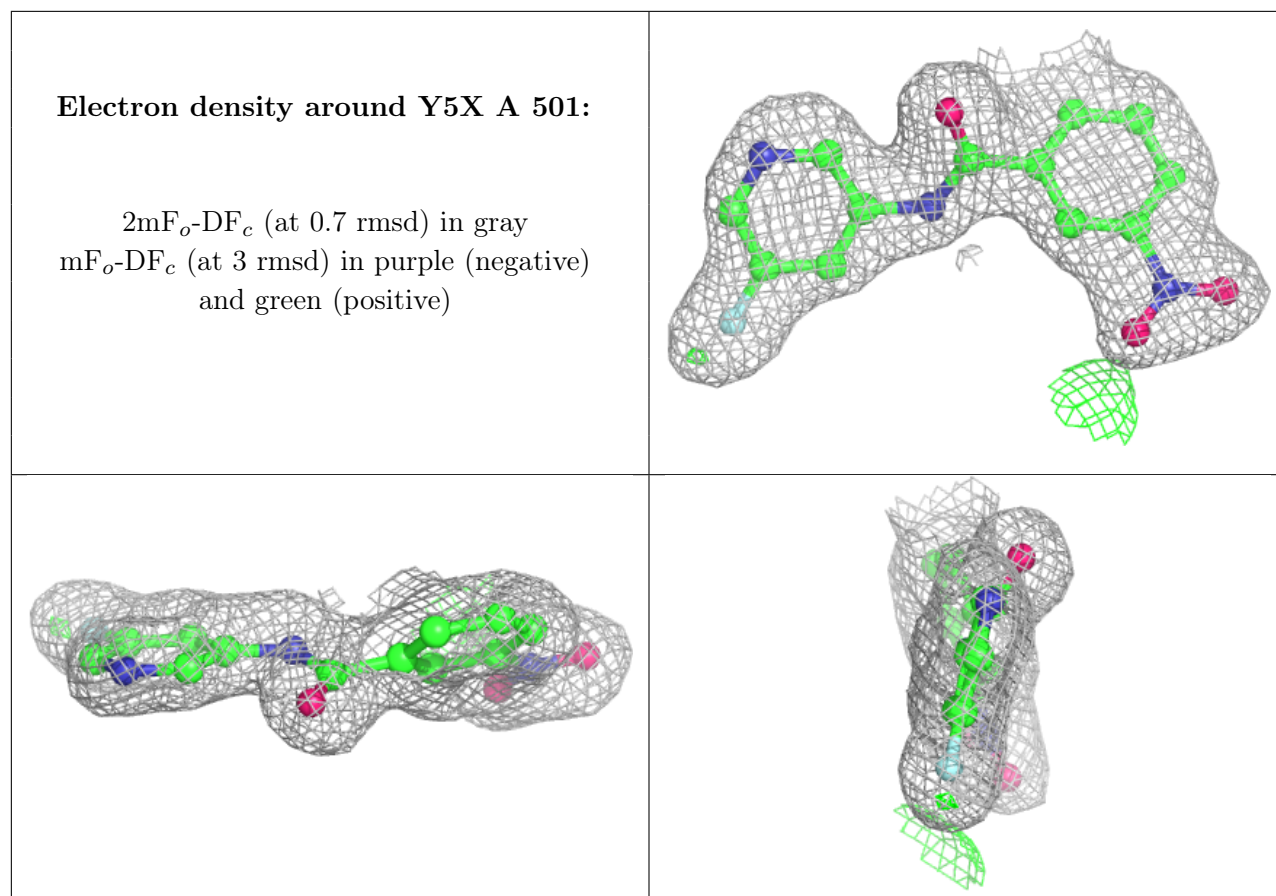 Electron density around Y5X A 501:
2mFo-DFc (at 0.7 rmsd) in gray
mFo-DFc (at 3 rmsd) in purple (negative)
and green (positive)